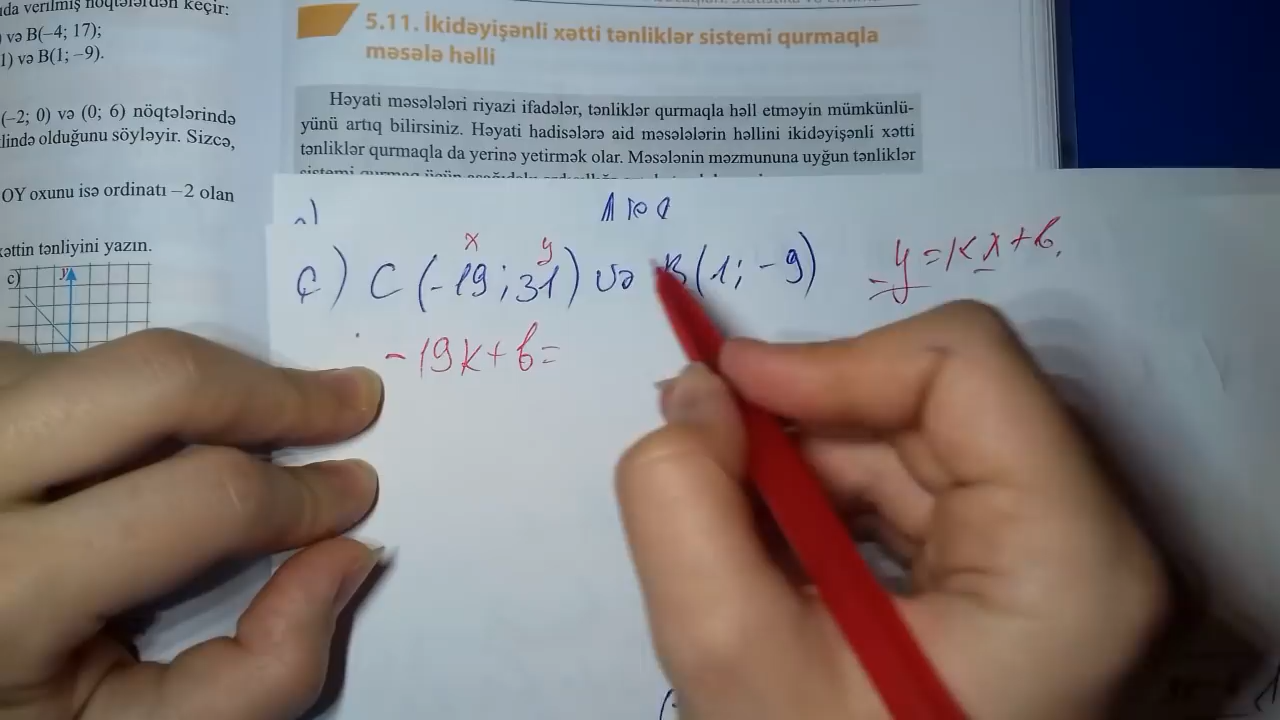 ıda verilmiş nöqtələrdən keçir:
və B(−4; 17);
1) və B(1; −9).
(−2; 0) və (0; 6) nöqtələrində
lində olduğunu söyləyir. Sizcə,
OY oxunu isə ordinatı −2 olan
xəttin tənliyini yazın.
c)
y
5.11. İkidəyişənli xətti tənliklər sistemi qurmaqla
məsələ həlli
Həyati məsələləri riyazi ifadələr, tənliklər qurmaqla həll etməyin mümkünlü-
yünü artıq bilirsiniz. Həyati hadisələrə aid məsələlərin həllini ikidəyişənli xətti
tənliklər qurmaqla da yerinə yetirmək olar. Məsələnin məzmununa uyğun tənliklər
x y
ç) C (-19; 31) və B(1; -9) y = kx+b.
-19k+b=